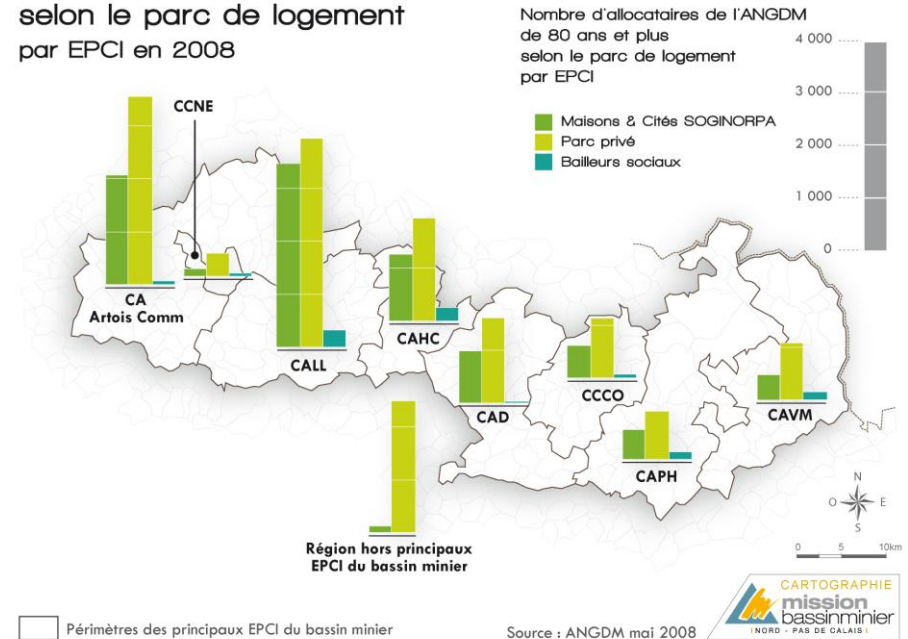 selon le parc de logement
par EPCI en 2008
Nombre d'allocataires de l'ANGDM
de 80 ans et plus
selon le parc de logement
par EPCI
4 000
3 000
2 000
1 000
0
Maisons & Cités SOGINORPA
Parc privé
Bailleurs sociaux
CCNE
CA
Artois Comm
CALL
CAHC
CAD
CCCO
CAPH
CAVM
Région hors principaux
EPCI du bassin minier
N
O
E
S
0 5 10km
Périmètres des principaux EPCI du bassin minier
Source : ANGDM mai 2008
CARTOGRAPHIE
mission
bassinminier
NORD - PAS DE CALAIS